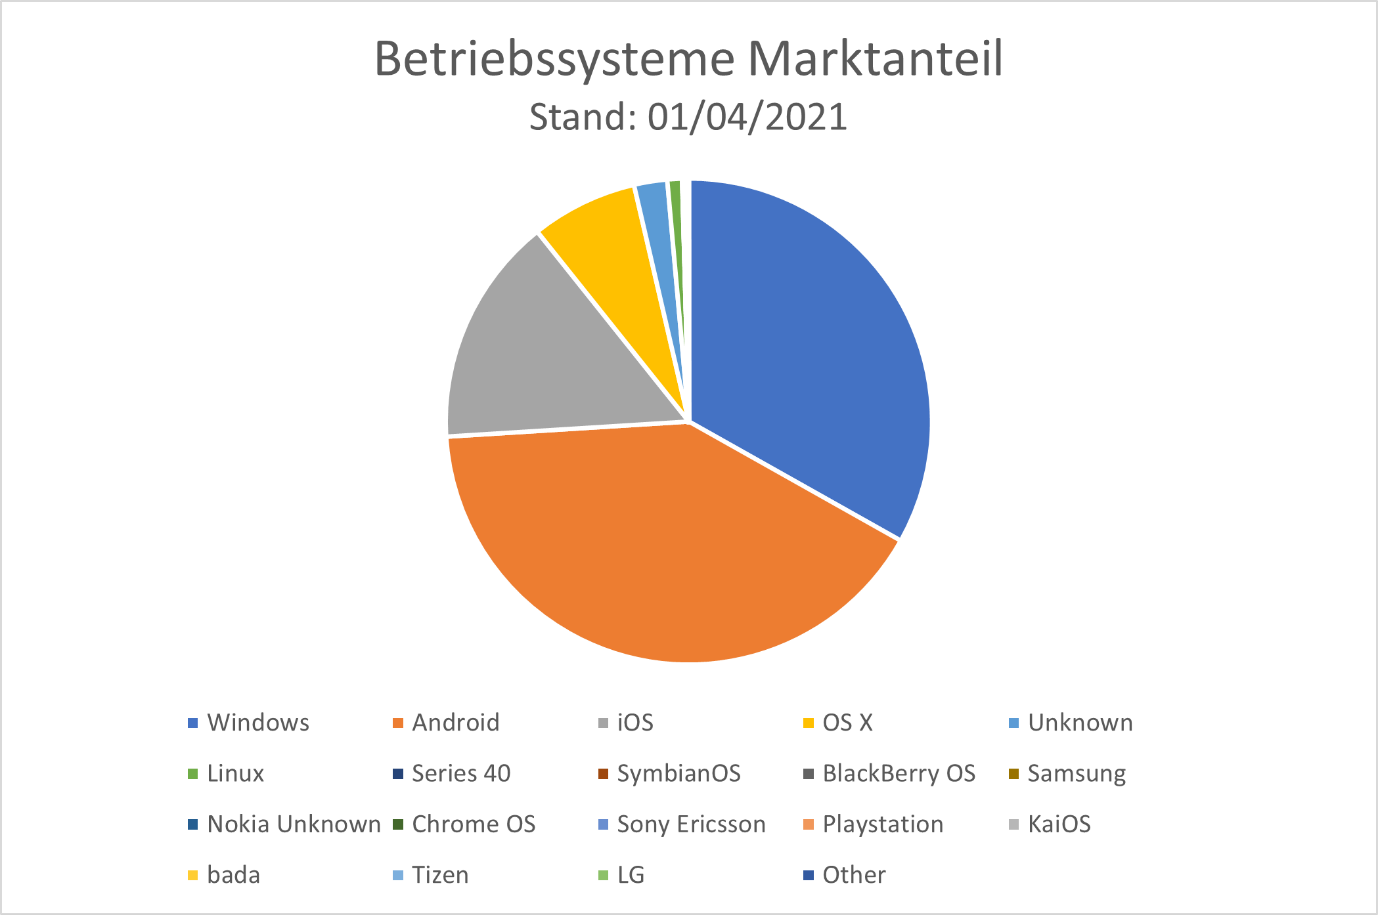 Betriebssysteme Marktanteil
Stand: 01/04/2021
Windows Android iOS OS X Unknown
Linux Series 40 SymbianOS BlackBerry OS Samsung
Nokia Unknown Chrome OS Sony Ericsson Playstation KaiOS
bada Tizen LG Other